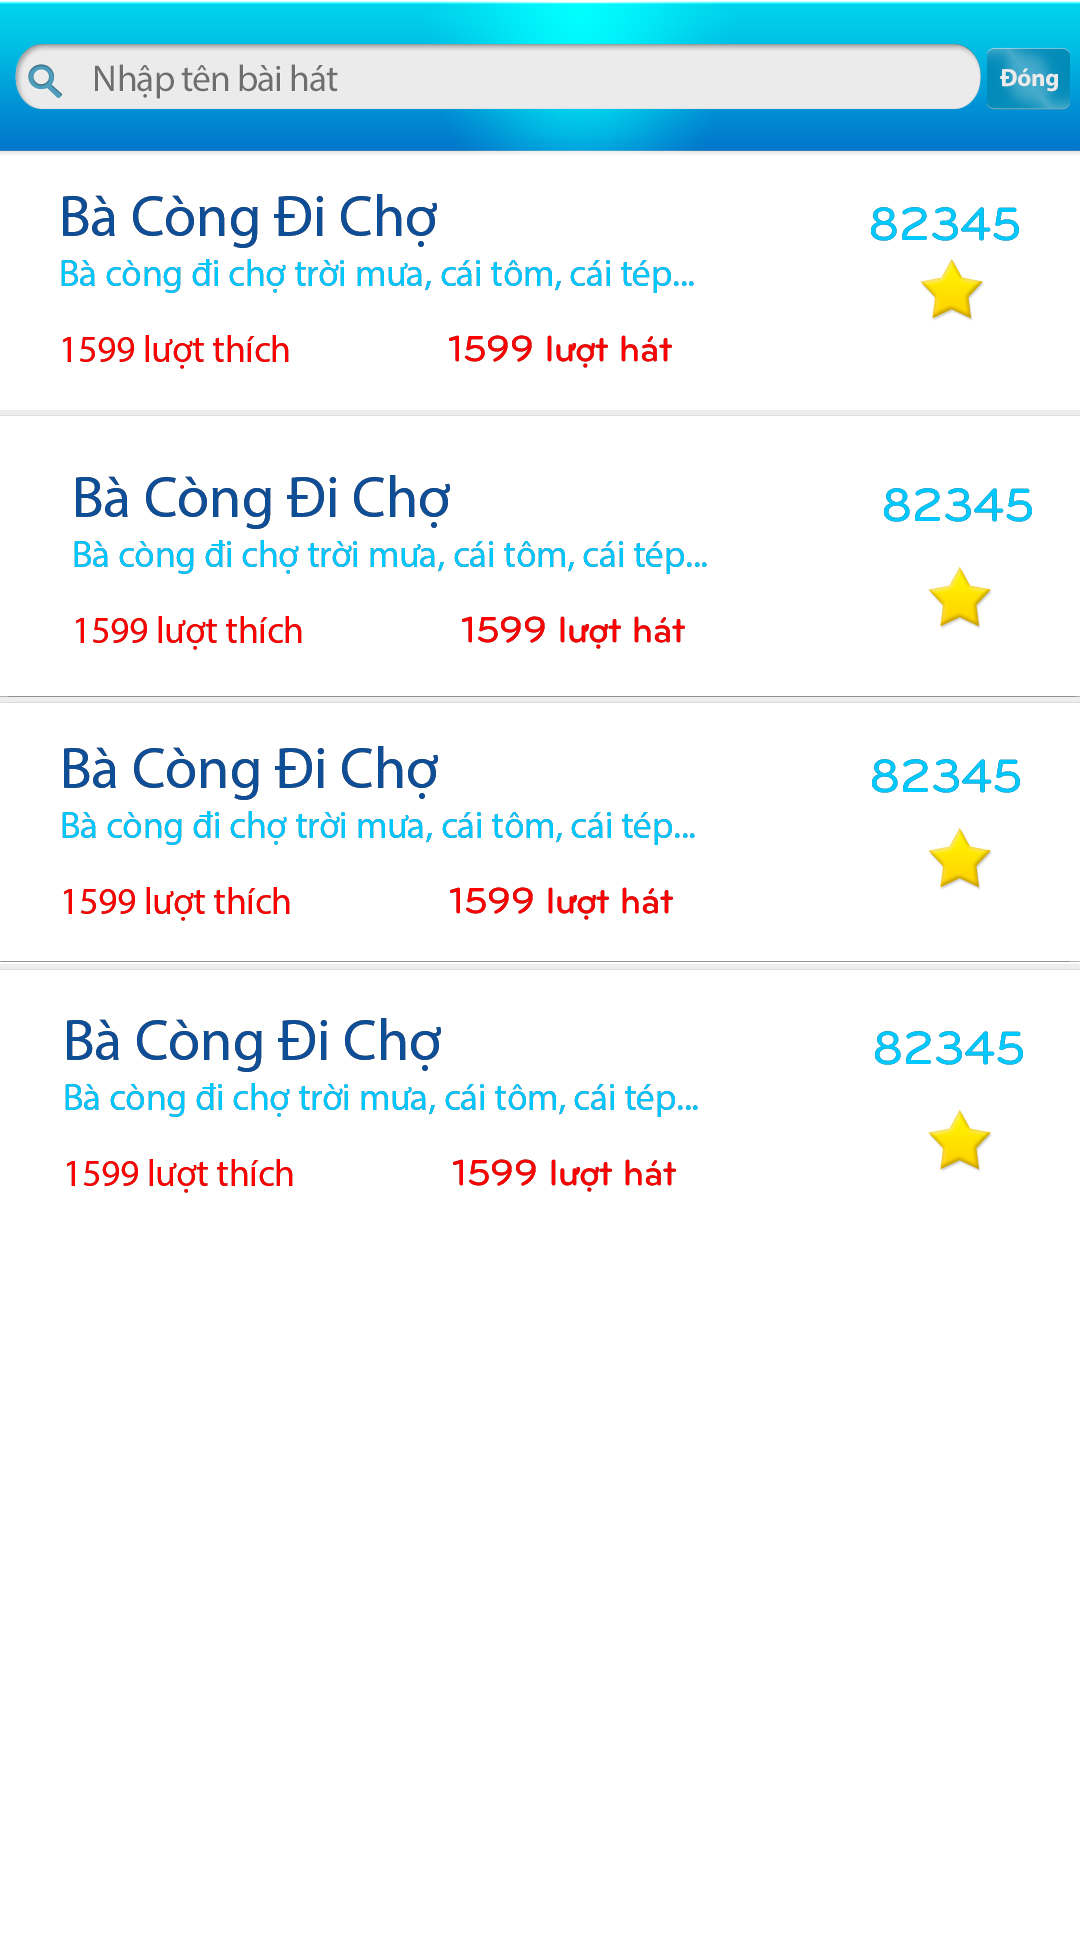 Nhập tên bài hát
Đóng
Bà Còng Đi Chợ
82345
Bà còng đi chợ trời mưa, cái tôm, cái tép...
1599 lượt thích
1599 lượt hát
Bà Còng Đi Chợ
82345
Bà còng đi chợ trời mưa, cái tôm, cái tép...
1599 lượt thích
1599 lượt hát
Bà Còng Đi Chợ
82345
Bà còng đi chợ trời mưa, cái tôm, cái tép...
1599 lượt thích
1599 lượt hát
Bà Còng Đi Chợ
82345
Bà còng đi chợ trời mưa, cái tôm, cái tép...
1599 lượt thích
1599 lượt hát